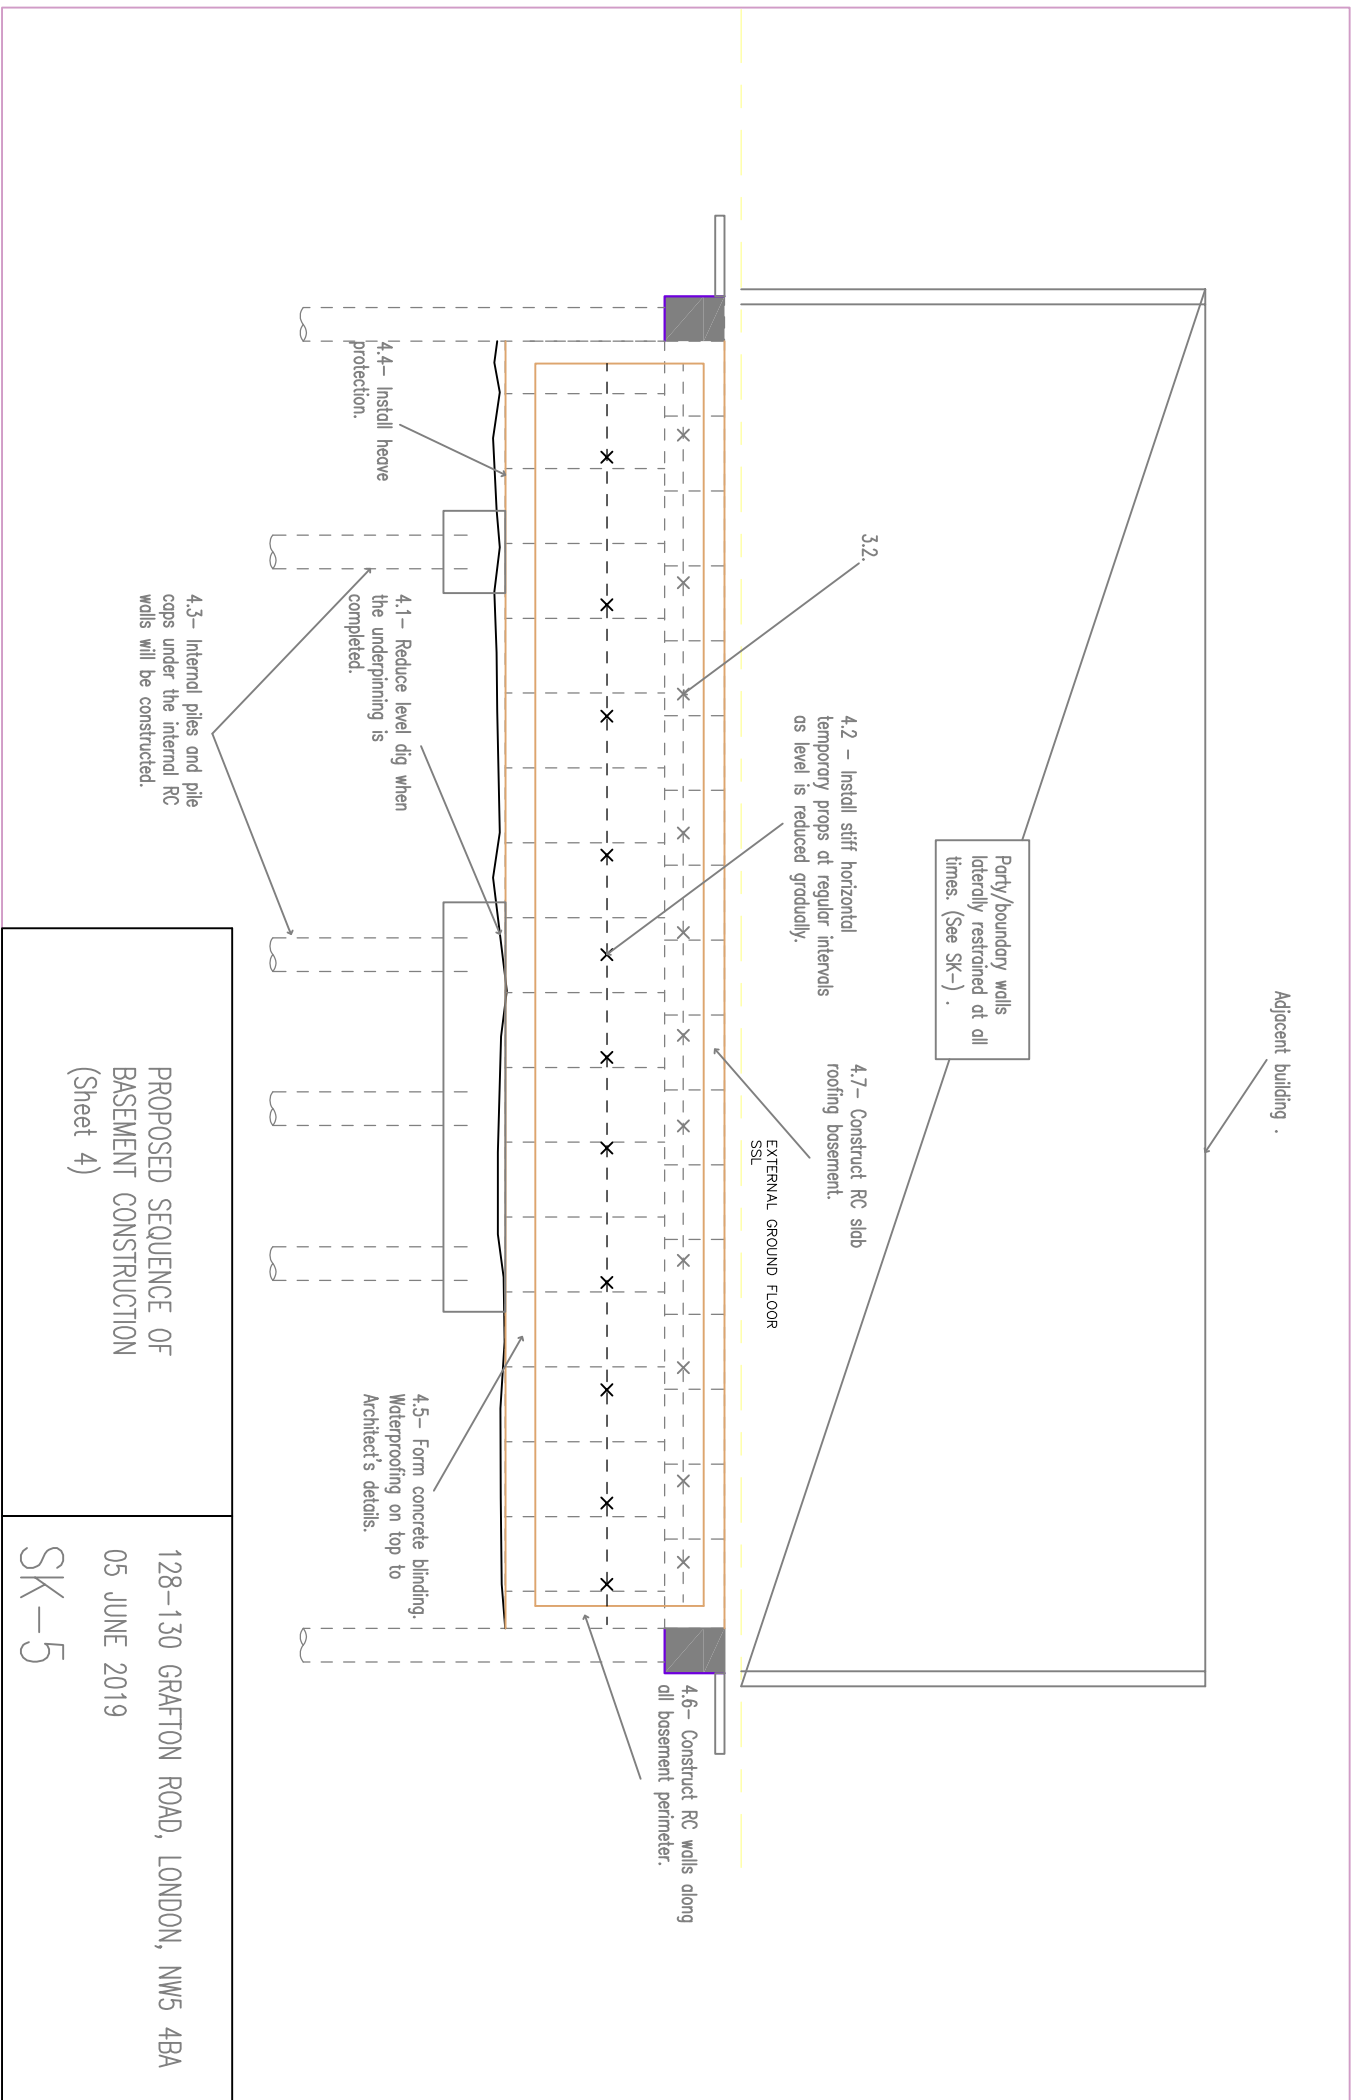 Adjacent building .
Party/boundary walls
laterally restrained at all
times. (See SK-) .
3.2.
4.2 - Install stiff horizontal
temporary props at regular intervals
as level is reduced gradually.
4.7- Construct RC slab
roofing basement.
EXTERNAL GROUND FLOOR
SSL
4.6- Construct RC walls along
all basement perimeter.
4.4- Install heave
protection.
4.1- Reduce level dig when
the underpinning is
completed.
4.5- Form concrete blinding.
Waterproofing on top to
Architect's details.
4.3- Internal piles and pile
caps under the internal RC
walls will be constructed.
PROPOSED SEQUENCE OF
BASEMENT CONSTRUCTION
(Sheet 4)
128-130 GRAFTON ROAD, LONDON, NW5 4BA
05 JUNE 2019
SK-5